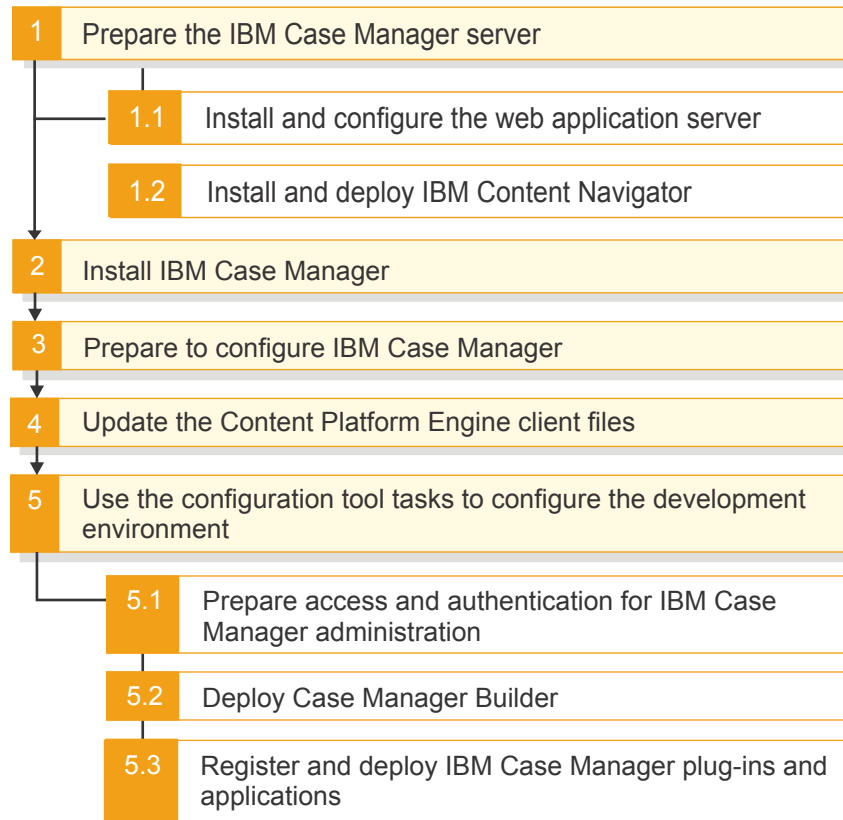 1 Prepare the IBM Case Manager server
1.1 Install and configure the web application server
1.2 Install and deploy IBM Content Navigator
2 Install IBM Case Manager
3 Prepare to configure IBM Case Manager
4 Update the Content Platform Engine client files
5 Use the configuration tool tasks to configure the development
environment
5.1 Prepare access and authentication for IBM Case
Manager administration
5.2 Deploy Case Manager Builder
5.3 Register and deploy IBM Case Manager plug-ins and
applications